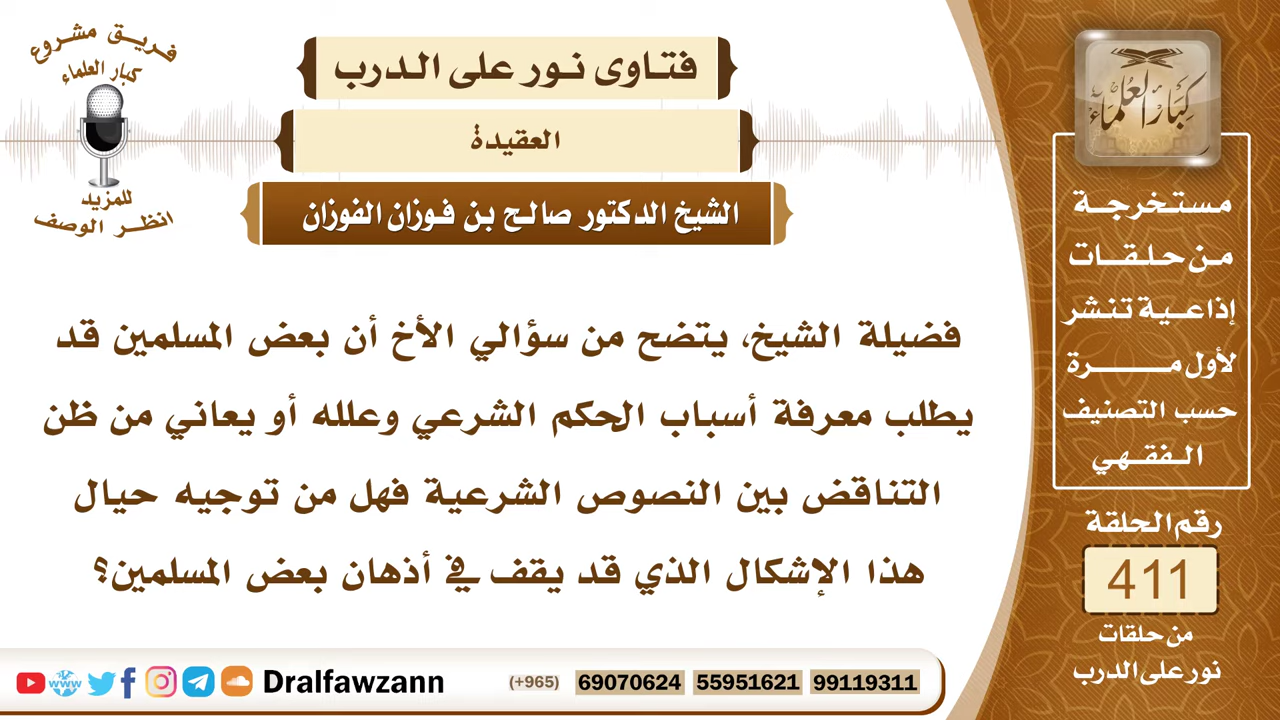 فريق مشروع
كبار العلماء
للمزيد
انظر الوصف
فتاوى نور على الدرب
العقيدة
الشيخ الدكتور صالح بن فوزان الفوزان
كبار العلماء
مستخرجة
من حلقات
إذاعية تنشر
لأول مرة
حسب التصنيف
الفقهي
رقم الحلقة
411
من حلقات
نور على الدرب
فضيلة الشيخ، يتضح من سؤالي الأخ أن بعض المسلمين قد
يطلب معرفة أسباب الحكم الشرعي وعلله أو يعاني من ظن
التناقض بين النصوص الشرعية فهل من توجيه حيال
هذا الإشكال الذي قد يقف في أذهان بعض المسلمين؟
www Dralfawzann (+965) 69070624 55951621 99119311